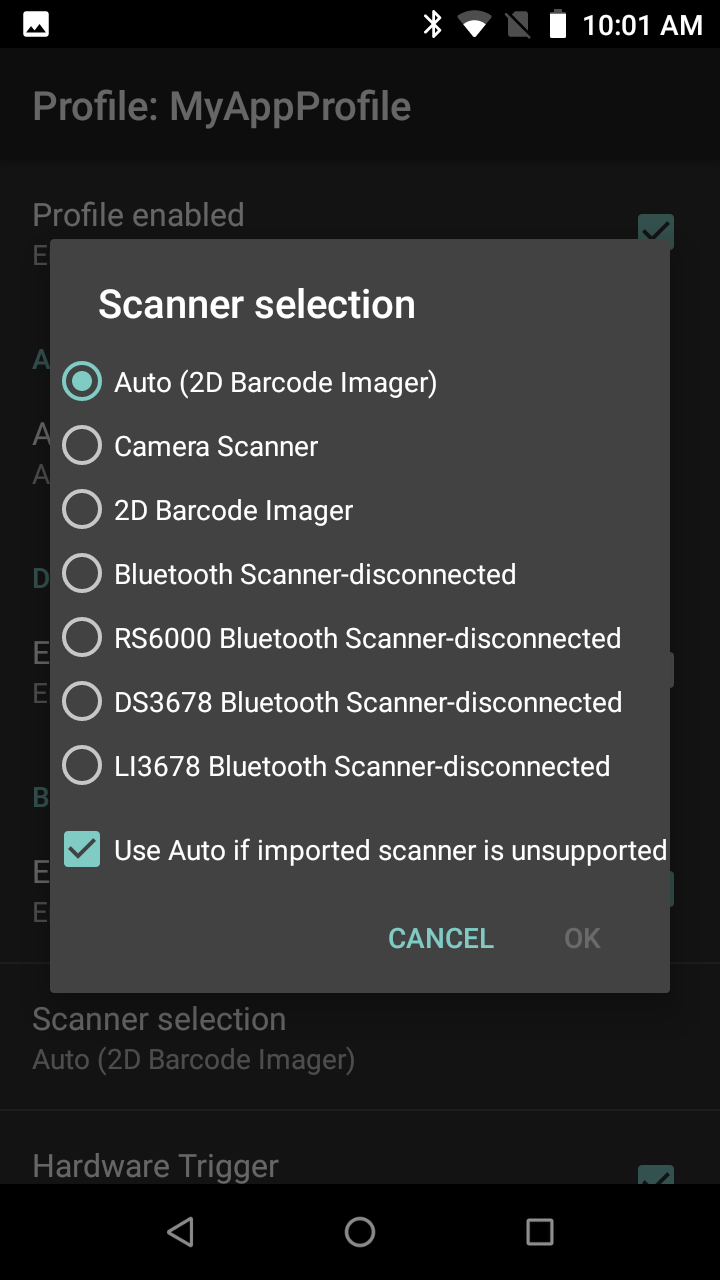 10:01 AM
Profile: MyAppProfile
Profile enabled
E
Scanner selection
A
Auto (2D Barcode Imager)
A
Camera Scanner
A
2D Barcode Imager
D
Bluetooth Scanner-disconnected
E
RS6000 Bluetooth Scanner-disconnected
E
DS3678 Bluetooth Scanner-disconnected
B
LI3678 Bluetooth Scanner-disconnected
Use Auto if imported scanner is unsupported
E
E
CANCEL OK
Scanner selection
Auto (2D Barcode Imager)
Hardware Trigger